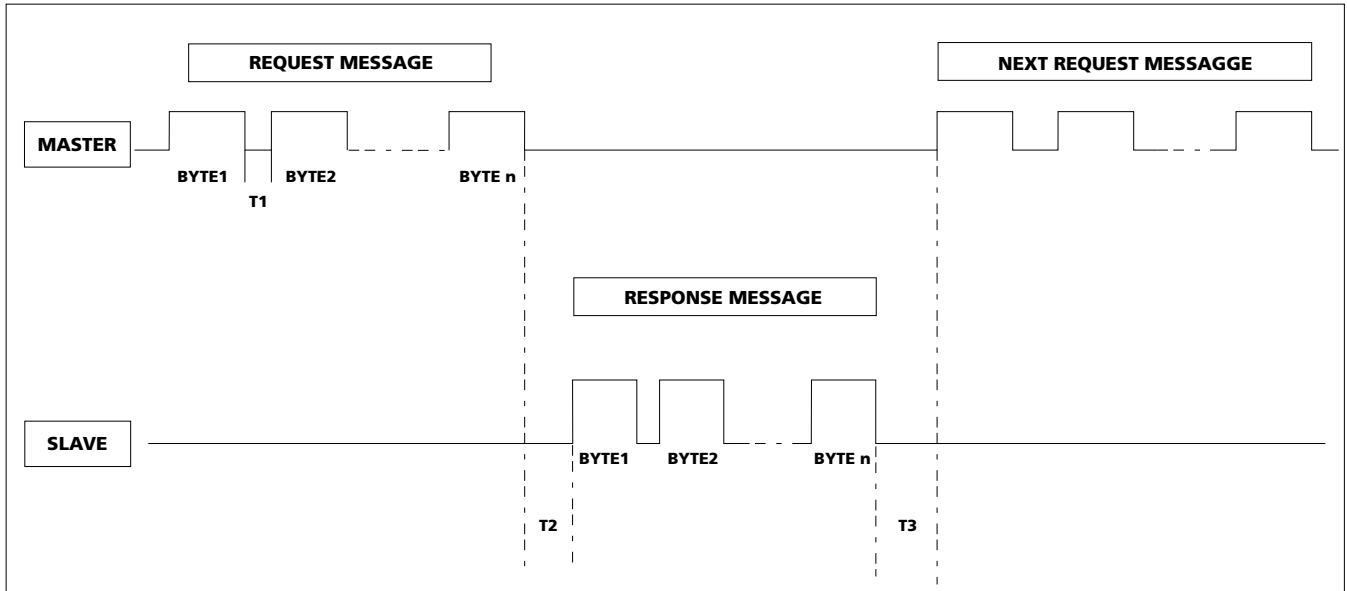 REQUEST MESSAGE
NEXT REQUEST MESSAGGE
MASTER
BYTE1
BYTE2
BYTE n
T1
RESPONSE MESSAGE
SLAVE
BYTE1
BYTE2
BYTE n
T2
T3